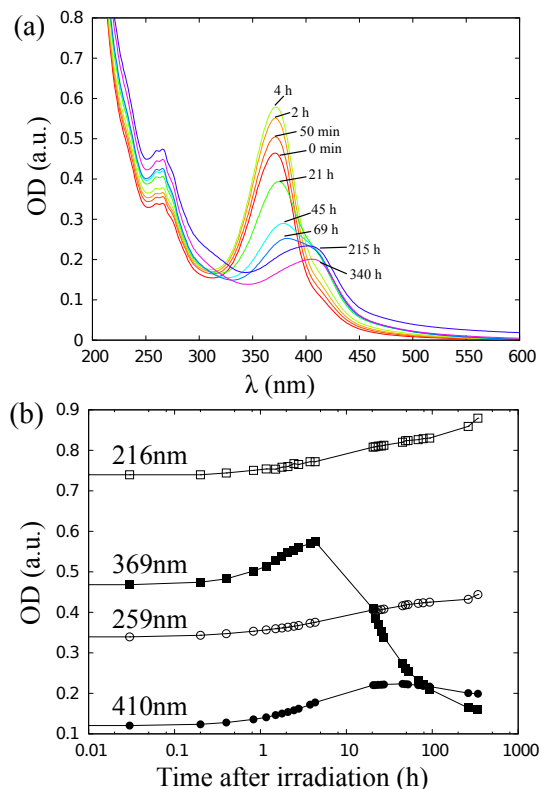 (a)
0.8
0.7
0.6
0.5
0.4
0.3
0.2
0.1
0
OD (a.u.)
4 h
2 h
50 min
0 min
21 h
45 h
69 h
215 h
340 h
200 250 300 350 400 450 500 550 600
λ (nm)
(b)
0.9
0.8
0.7
0.6
0.5
0.4
0.3
0.2
0.1
OD (a.u.)
216nm
369nm
259nm
410nm
0.01 0.1 1 10 100 1000
Time after irradiation (h)